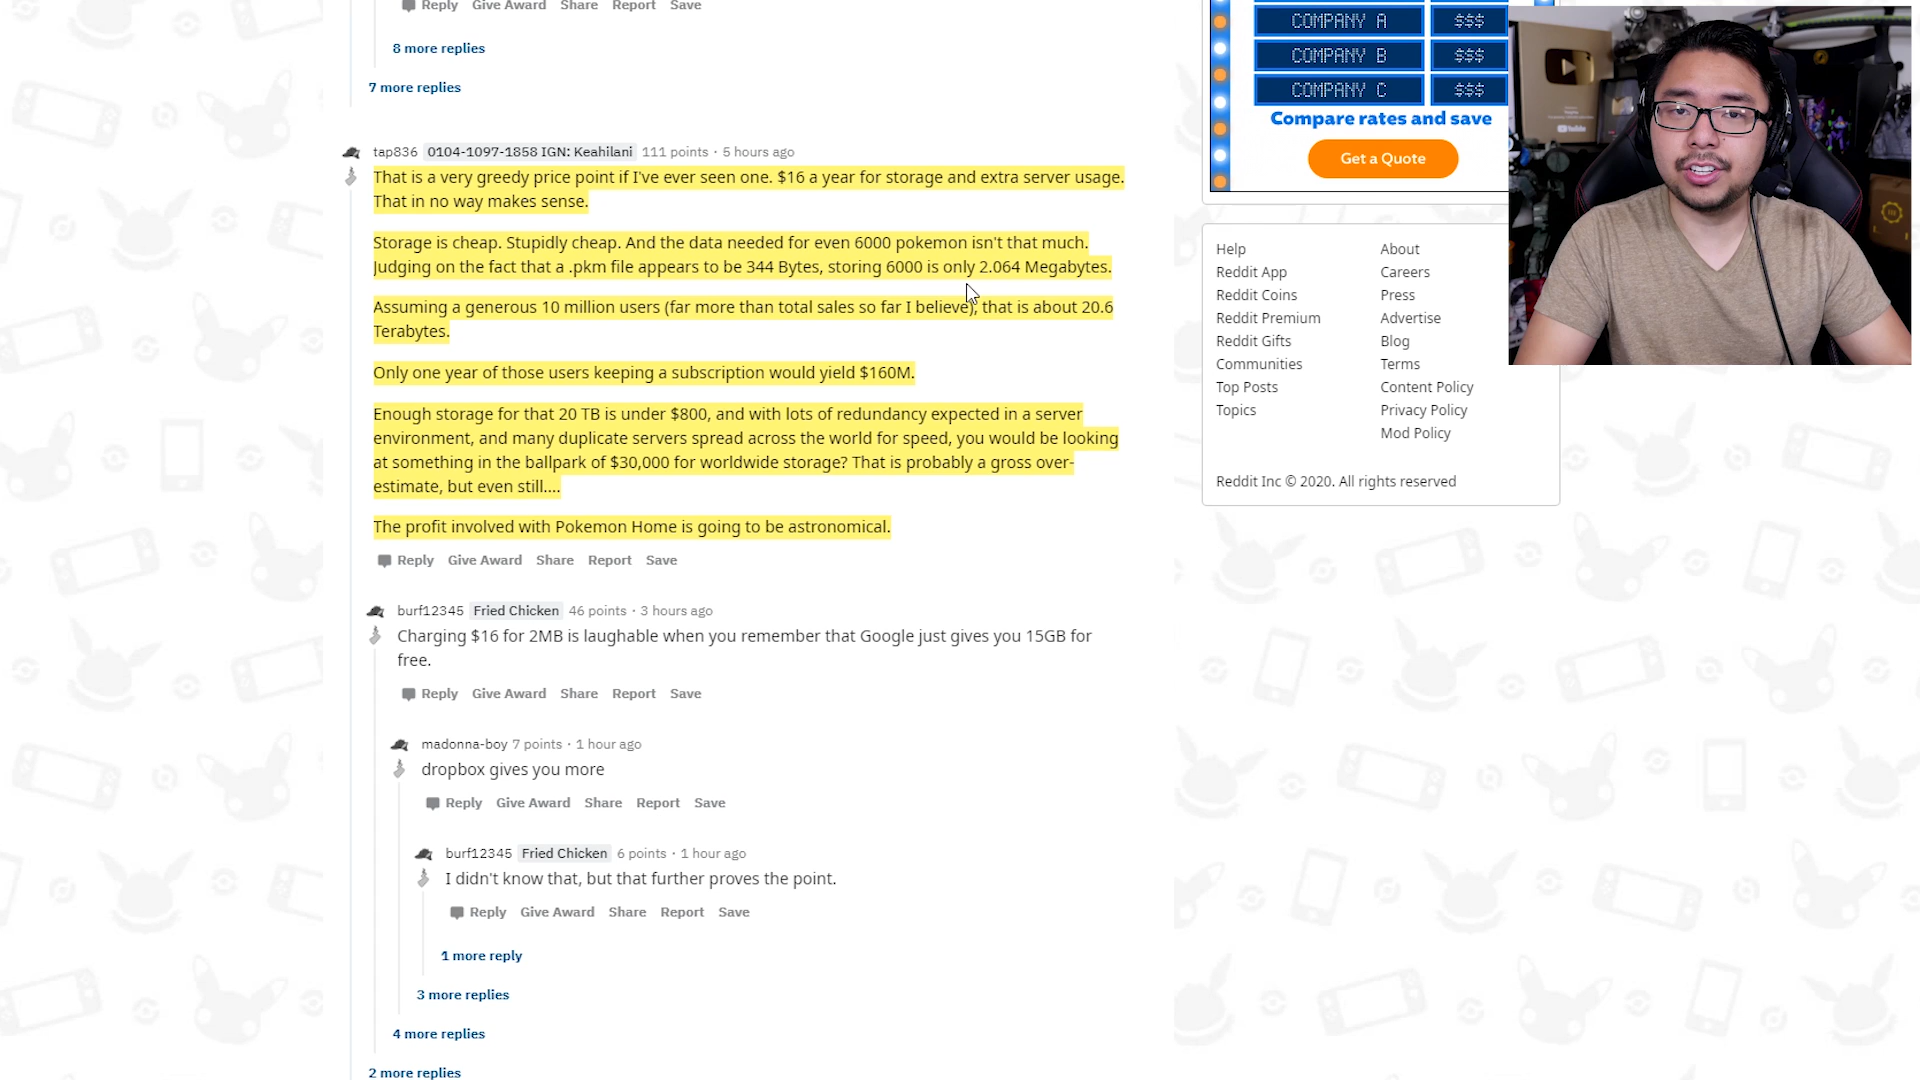 Reply Give Award Share Report Save
8 more replies
7 more replies
tap836 0104-1097-1858 IGN: Keahilani 111 points · 5 hours ago
That is a very greedy price point if I've ever seen one. $16 a year for storage and extra server usage.
That in no way makes sense.
Storage is cheap. Stupidly cheap. And the data needed for even 6000 pokemon isn't that much.
Judging on the fact that a .pkm file appears to be 344 Bytes, storing 6000 is only 2.064 Megabytes.
Assuming a generous 10 million users (far more than total sales so far I believe), that is about 20.6
Terabytes.
Only one year of those users keeping a subscription would yield $160M.
Enough storage for that 20 TB is under $800, and with lots of redundancy expected in a server
environment, and many duplicate servers spread across the world for speed, you would be looking
at something in the ballpark of $30,000 for worldwide storage? That is probably a gross over-
estimate, but even still....
The profit involved with Pokemon Home is going to be astronomical.
Reply Give Award Share Report Save
burf12345 Fried Chicken 46 points · 3 hours ago
Charging $16 for 2MB is laughable when you remember that Google just gives you 15GB for
free.
Reply Give Award Share Report Save
madonna-boy 7 points · 1 hour ago
dropbox gives you more
Reply Give Award Share Report Save
burf12345 Fried Chicken 6 points · 1 hour ago
I didn't know that, but that further proves the point.
Reply Give Award Share Report Save
1 more reply
3 more replies
4 more replies
2 more replies
COMPANY A $$$
COMPANY B $$$
COMPANY C $$$
Compare rates and save
Get a Quote
Help About
Reddit App Careers
Reddit Coins Press
Reddit Premium Advertise
Reddit Gifts Blog
Communities Terms
Top Posts Content Policy
Topics Privacy Policy
Mod Policy
Reddit Inc © 2020. All rights reserved